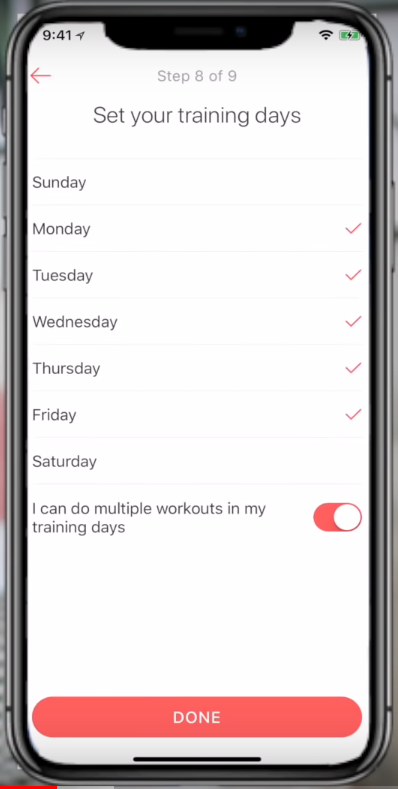 9:41
Step 8 of 9
Set your training days
Sunday
Monday
Tuesday
Wednesday
Thursday
Friday
Saturday
I can do multiple workouts in my
training days
DONE